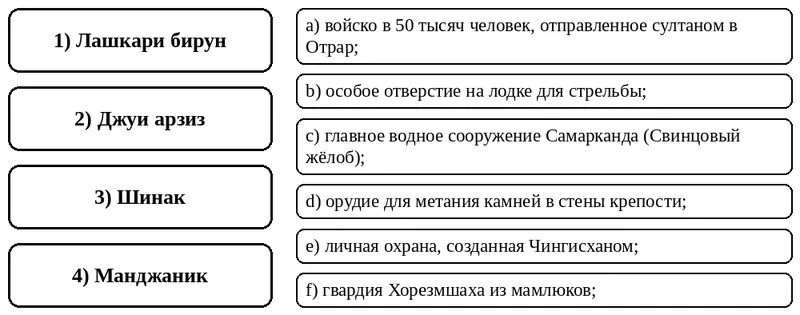 1) Лашкари бирун
2) Джуи арзиз
3) Шинак
4) Манджаник
a) войско в 50 тысяч человек, отправленное султаном в
Отрар;
b) особое отверстие на лодке для стрельбы;
c) главное водное сооружение Самарканда (Свинцовый
жёлоб);
d) орудие для метания камней в стены крепости;
e) личная охрана, созданная Чингисханом;
f) гвардия Хорезмшаха из мамлюков;